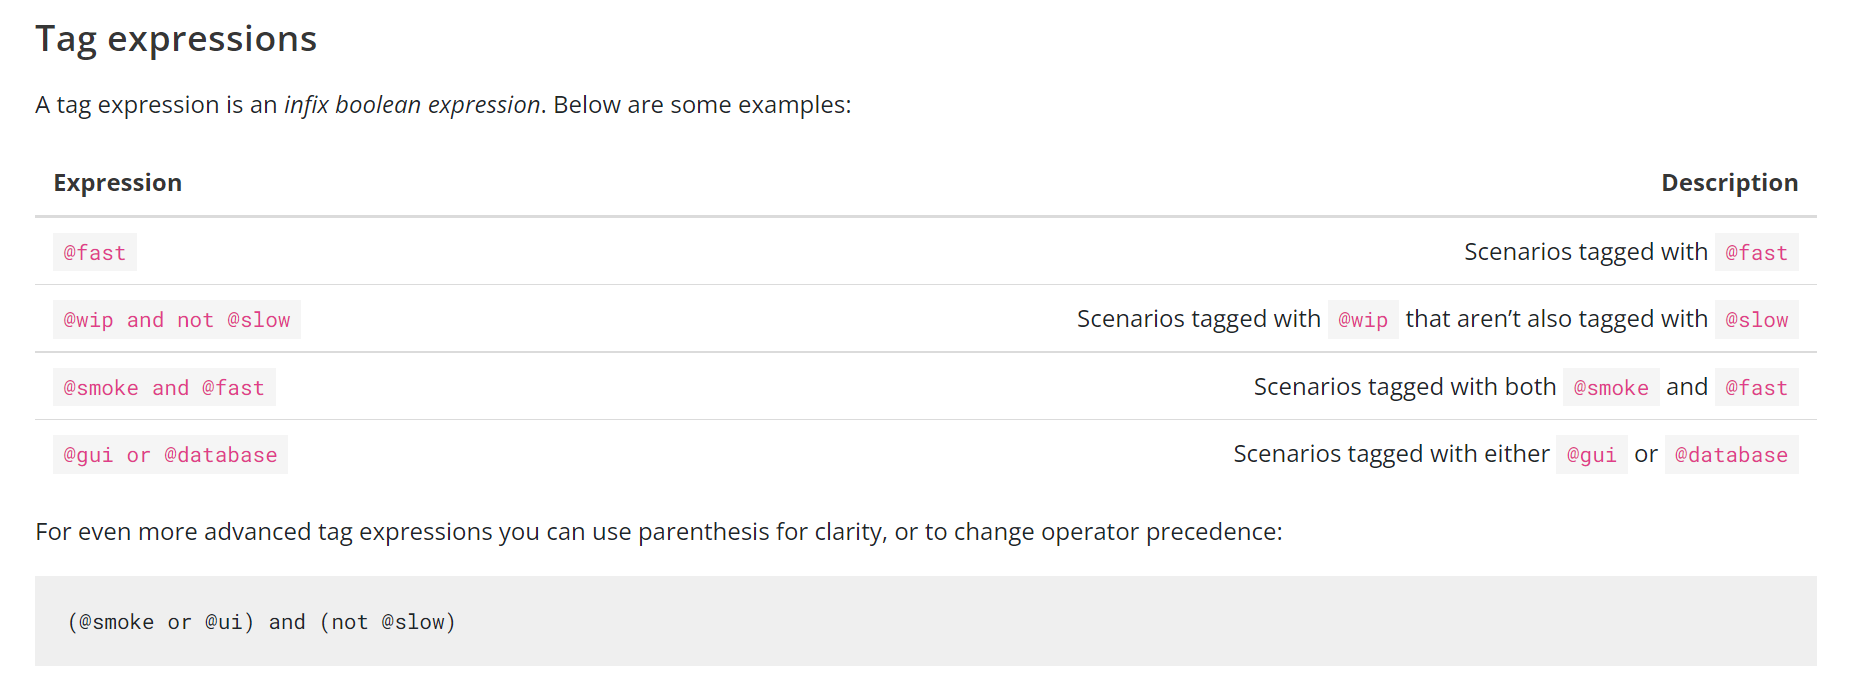 Tag expressions
A tag expression is an infix boolean expression. Below are some examples:
Expression Description
@fast Scenarios tagged with @fast
@wip and not @slow Scenarios tagged with @wip that aren’t also tagged with @slow
@smoke and @fast Scenarios tagged with both @smoke and @fast
@gui or @database Scenarios tagged with either @gui or @database
For even more advanced tag expressions you can use parenthesis for clarity, or to change operator precedence:
(@smoke or @ui) and (not @slow)